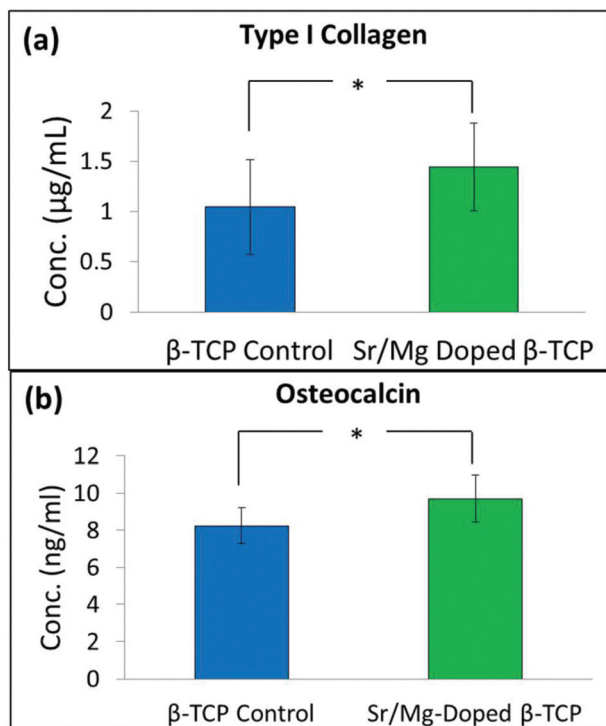 (a)
Type I Collagen
*
Conc. (µg/mL)
2
1.5
1
0.5
0
β-TCP Control
Sr/Mg Doped β-TCP
(b)
Osteocalcin
*
Conc. (ng/ml)
12
10
8
6
4
2
0
β-TCP Control
Sr/Mg-Doped β-TCP